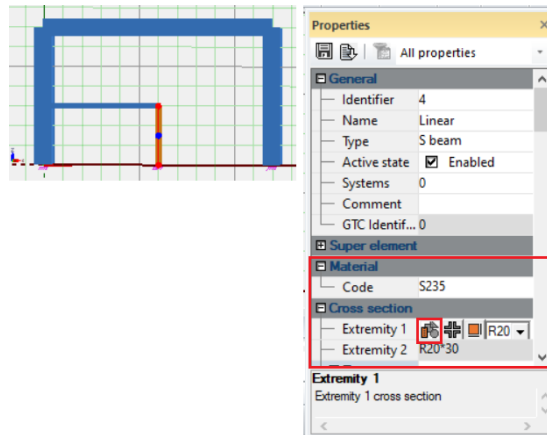 Properties
All properties
General
Identifier 4
Name Linear
Type S beam
Active state Enabled
Systems 0
Comment
GTC Identif... 0
Super element
Material
Code S235
Cross section
Extremity 1 R20
Extremity 2 R20*30
Extremity 1
Extremity 1 cross section